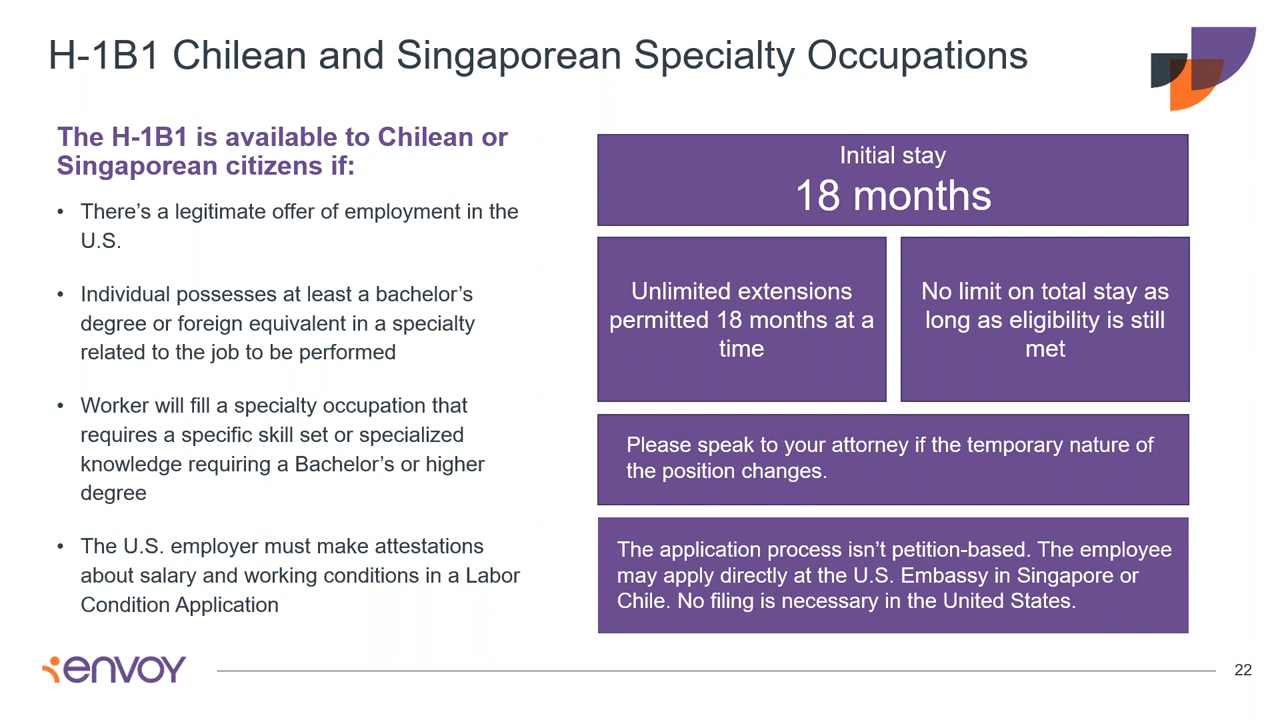 H-1B1 Chilean and Singaporean Specialty Occupations
The H-1B1 is available to Chilean or
Singaporean citizens if:
• There’s a legitimate offer of employment in the
U.S.
• Individual possesses at least a bachelor’s
degree or foreign equivalent in a specialty
related to the job to be performed
• Worker will fill a specialty occupation that
requires a specific skill set or specialized
knowledge requiring a Bachelor’s or higher
degree
• The U.S. employer must make attestations
about salary and working conditions in a Labor
Condition Application
Initial stay
18 months
Unlimited extensions
permitted 18 months at a
time
No limit on total stay as
long as eligibility is still
met
Please speak to your attorney if the temporary nature of
the position changes.
The application process isn’t petition-based. The employee
may apply directly at the U.S. Embassy in Singapore or
Chile. No filing is necessary in the United States.
envoy
22